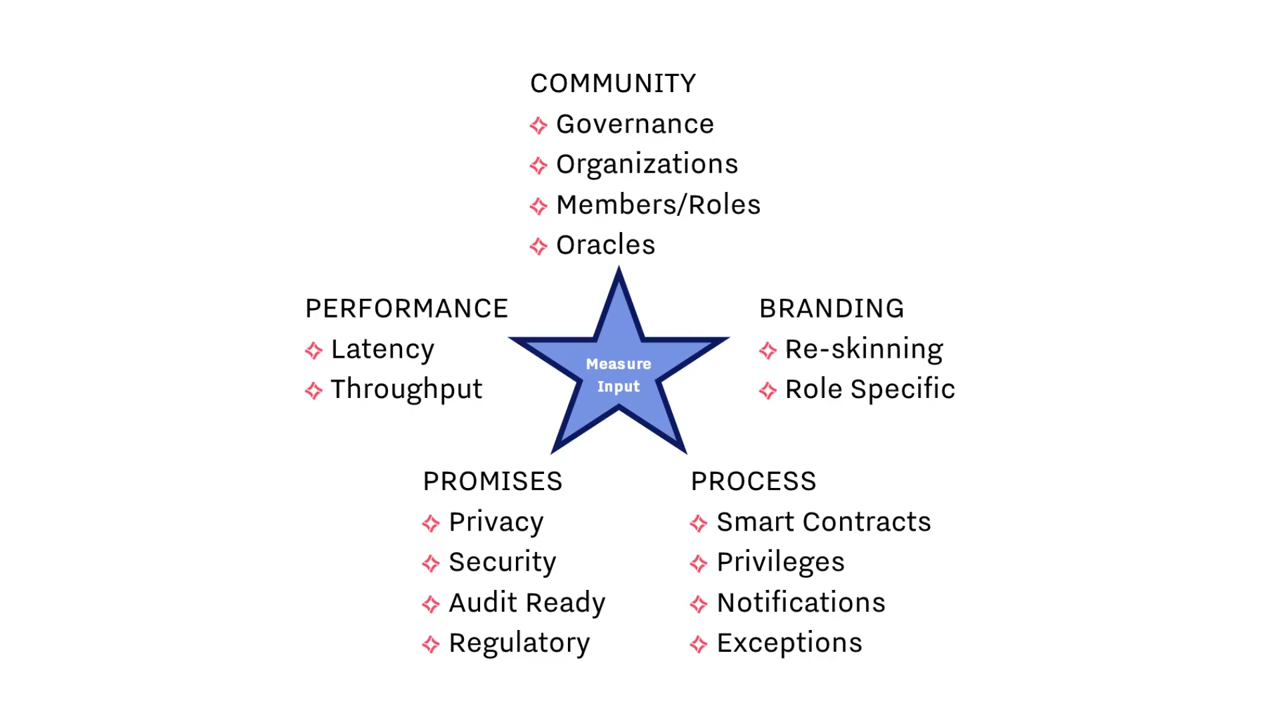 COMMUNITY
Governance
Organizations
Members/Roles
Oracles
PERFORMANCE
Latency
Throughput
Measure
Input
BRANDING
Re-skinning
Role Specific
PROMISES
Privacy
Security
Audit Ready
Regulatory
PROCESS
Smart Contracts
Privileges
Notifications
Exceptions